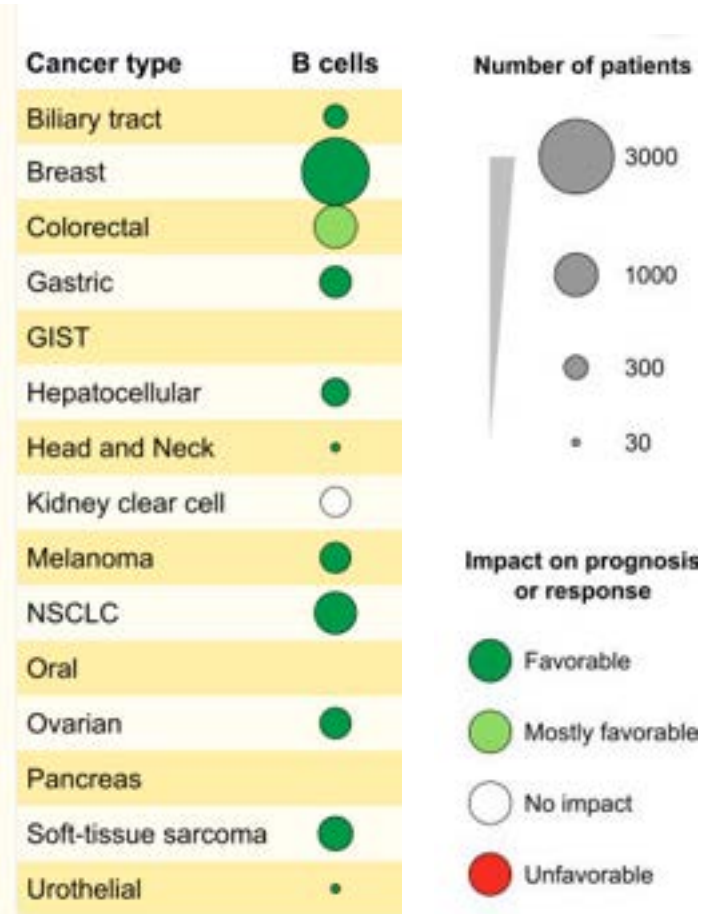 Cancer type B cells
Biliary tract
Breast
Colorectal
Gastric
GIST
Hepatocellular
Head and Neck
Kidney clear cell
Melanoma
NSCLC
Oral
Ovarian
Pancreas
Soft-tissue sarcoma
Urothelial
Number of patients
3000
1000
300
30
Impact on prognosis
or response
Favorable
Mostly favorable
No impact
Unfavorable